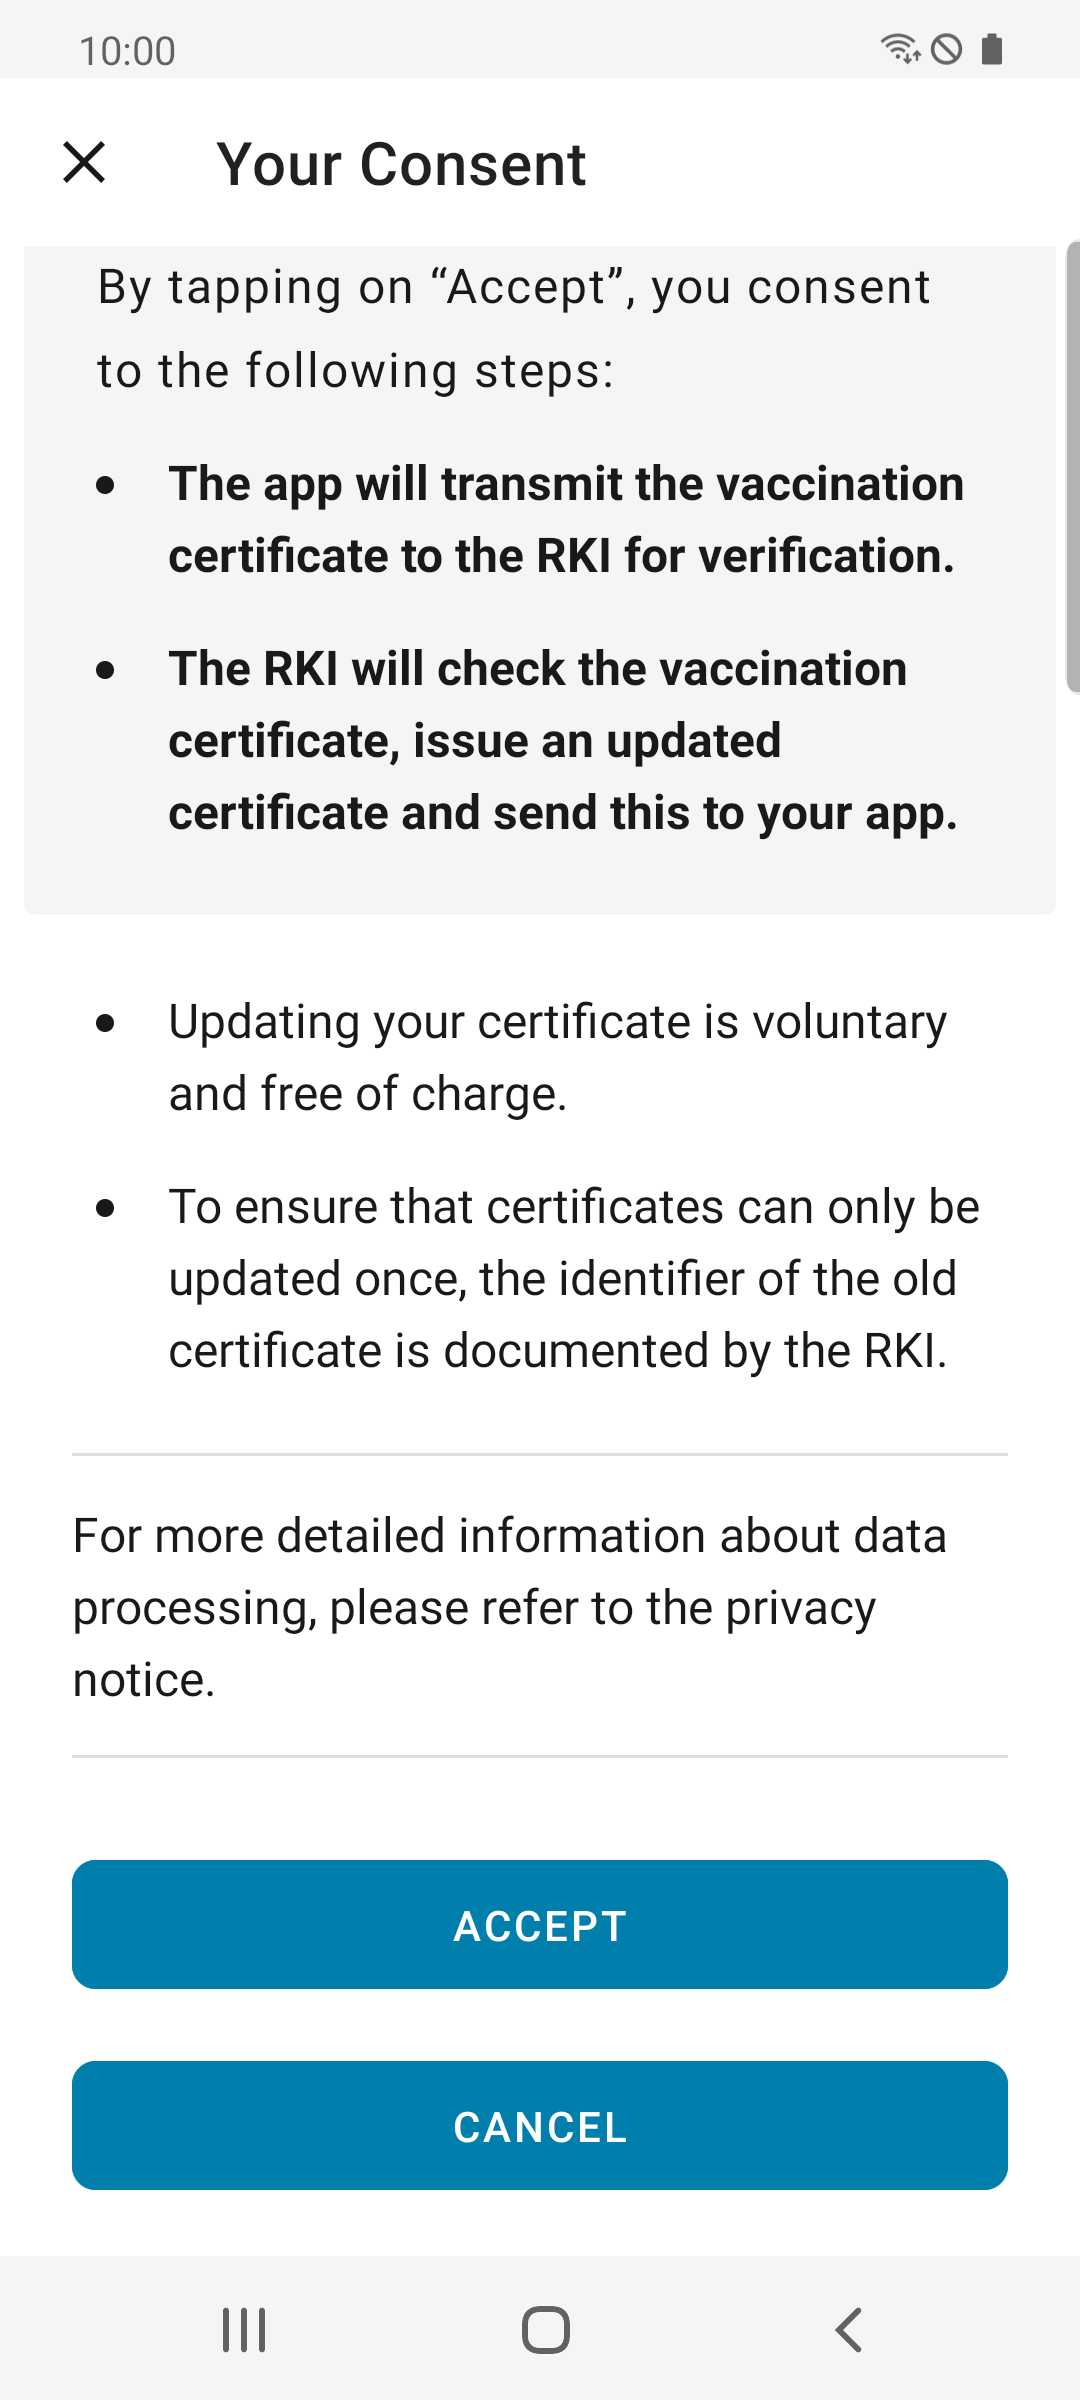 10:00
Your Consent
By tapping on “Accept”, you consent
to the following steps:
• The app will transmit the vaccination
certificate to the RKI for verification.
• The RKI will check the vaccination
certificate, issue an updated
certificate and send this to your app.
• Updating your certificate is voluntary
and free of charge.
• To ensure that certificates can only be
updated once, the identifier of the old
certificate is documented by the RKI.
For more detailed information about data
processing, please refer to the privacy
notice.
ACCEPT
CANCEL